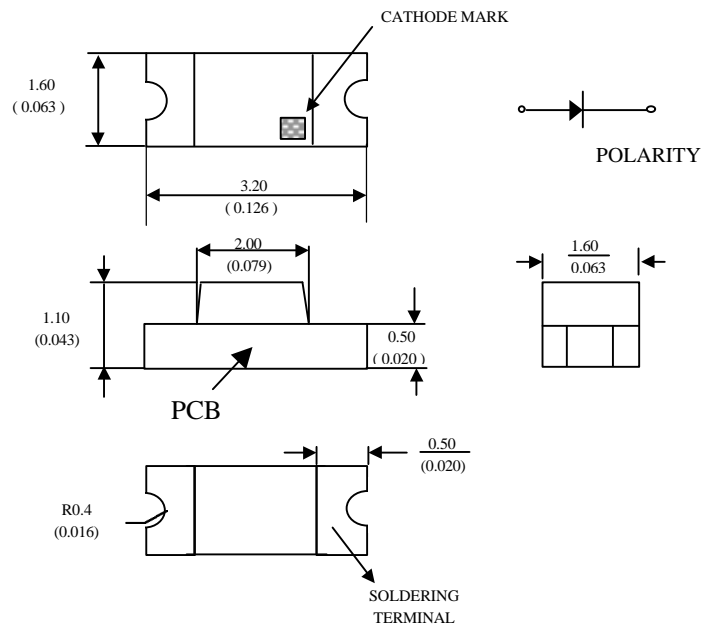 CATHODE MARK
1.60
( 0.063 )
POLARITY
3.20
( 0.126 )
2.00
(0.079)
1.60
0.063
1.10
(0.043)
0.50
( 0.020 )
PCB
0.50
(0.020)
R0.4
(0.016)
SOLDERING
TERMINAL